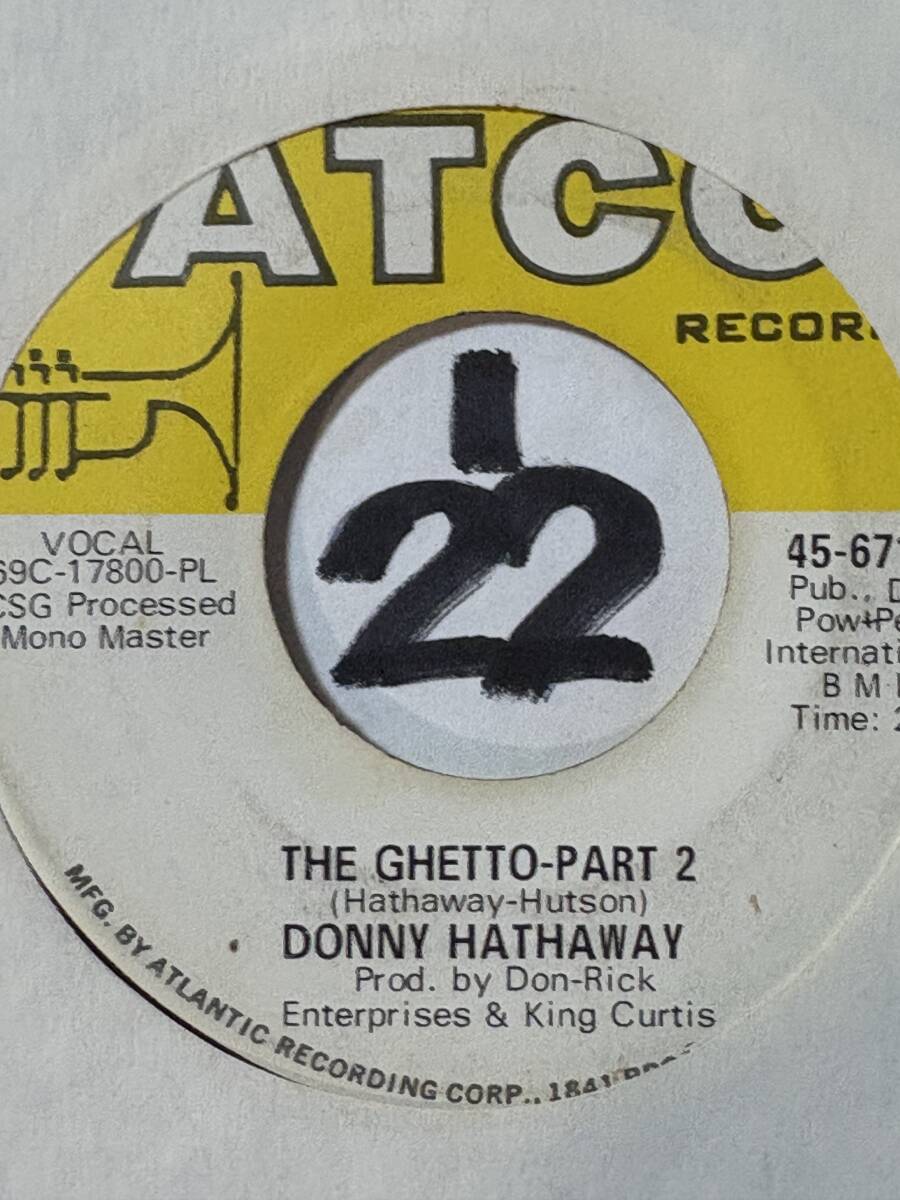 ATCO
RECOR
VOCAL
69C-17800-PL
CSG Processed
Mono Master
1
22
45-67
Pub., D
Pow+Pe
Internati
B M I
Time: 2
THE GHETTO-PART 2
(Hathaway-Hutson)
DONNY HATHAWAY
Prod. by Don-Rick
Enterprises & King Curtis
MFG. BY ATLANTIC RECORDING CORP., 1841